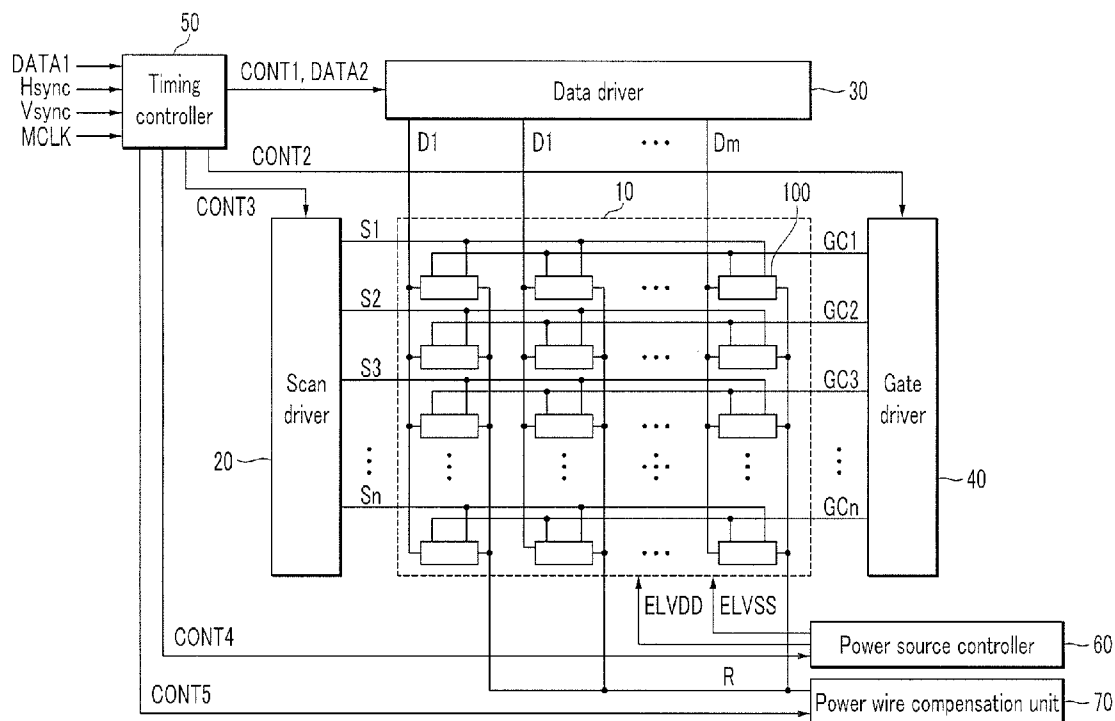 50
DATA1
Hsync
Vsync
MCLK
Timing
controller
CONT1, DATA2
Data driver
30
D1
D1
...
Dm
CONT2
CONT3
10
100
S1
GC1
S2
GC2
S3
GC3
Scan
driver
Gate
driver
20
40
Sn
GCn
ELVDD
ELVSS
CONT4
Power source controller
60
R
CONT5
Power wire compensation unit
70